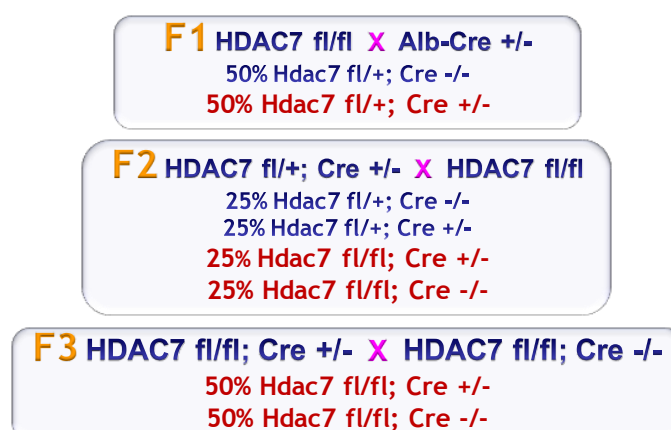 F1 HDAC7 fl/fl X Alb-Cre +/-
50% Hdac7 fl/+; Cre -/-
50% Hdac7 fl/+; Cre +/-
F2 HDAC7 fl/+; Cre +/- X HDAC7 fl/fl
25% Hdac7 fl/+; Cre -/-
25% Hdac7 fl/+; Cre +/-
25% Hdac7 fl/fl; Cre +/-
25% Hdac7 fl/fl; Cre -/-
F3 HDAC7 fl/fl; Cre +/- X HDAC7 fl/fl; Cre -/-
50% Hdac7 fl/fl; Cre +/-
50% Hdac7 fl/fl; Cre -/-